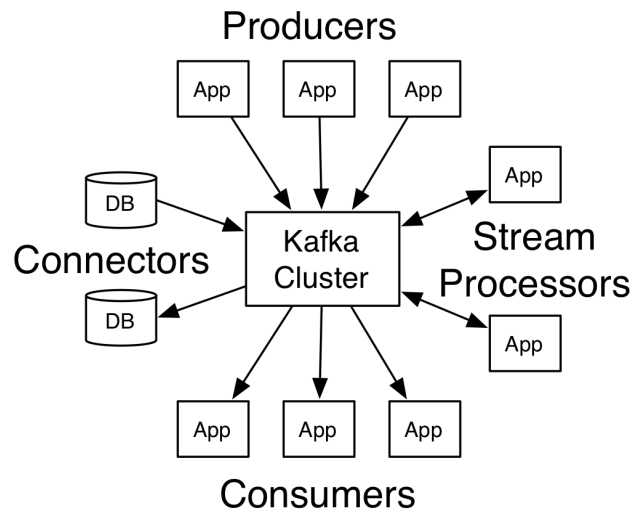 Producers
App
App
App
DB
App
Kafka
Cluster
Stream
Processors
Connectors
DB
App
App
App
App
Consumers